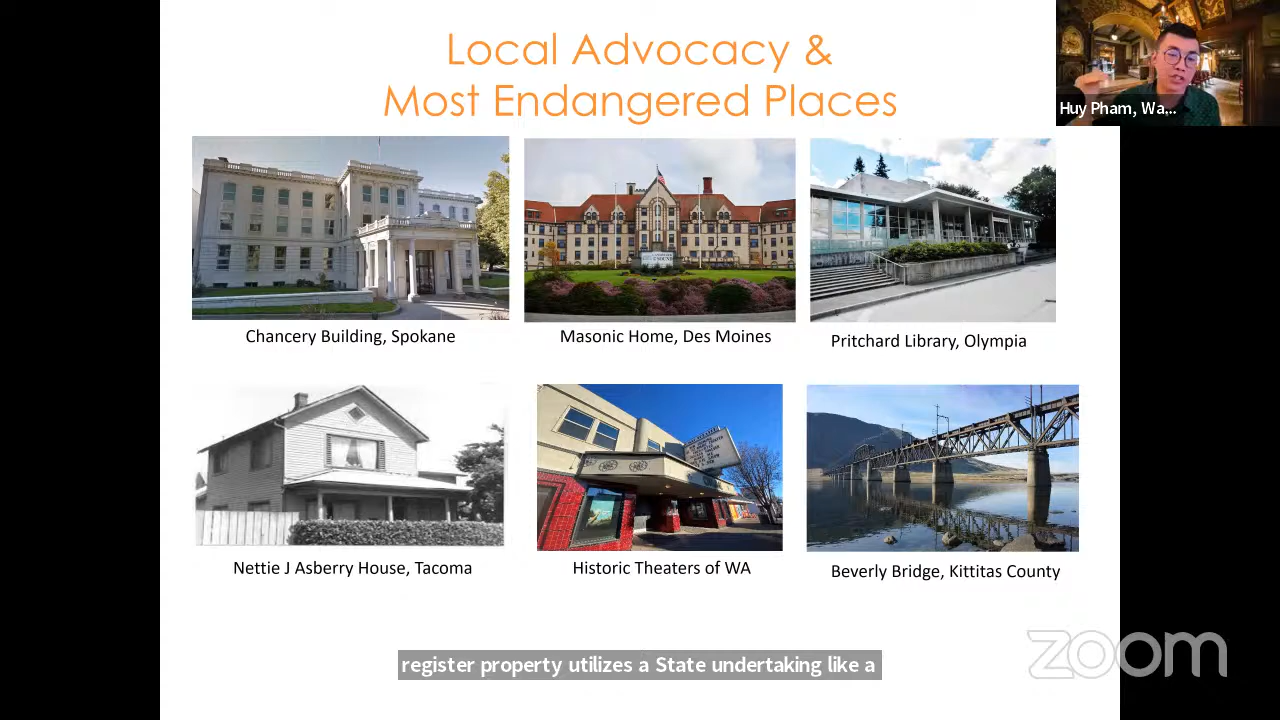 Local Advocacy &
Most Endangered Places
Huy Pham, Wa...
Chancery Building, Spokane
Masonic Home, Des Moines
Pritchard Library, Olympia
Nettie J Asberry House, Tacoma
Historic Theaters of WA
Beverly Bridge, Kittitas County
register property utilizes a State undertaking like a
zoom